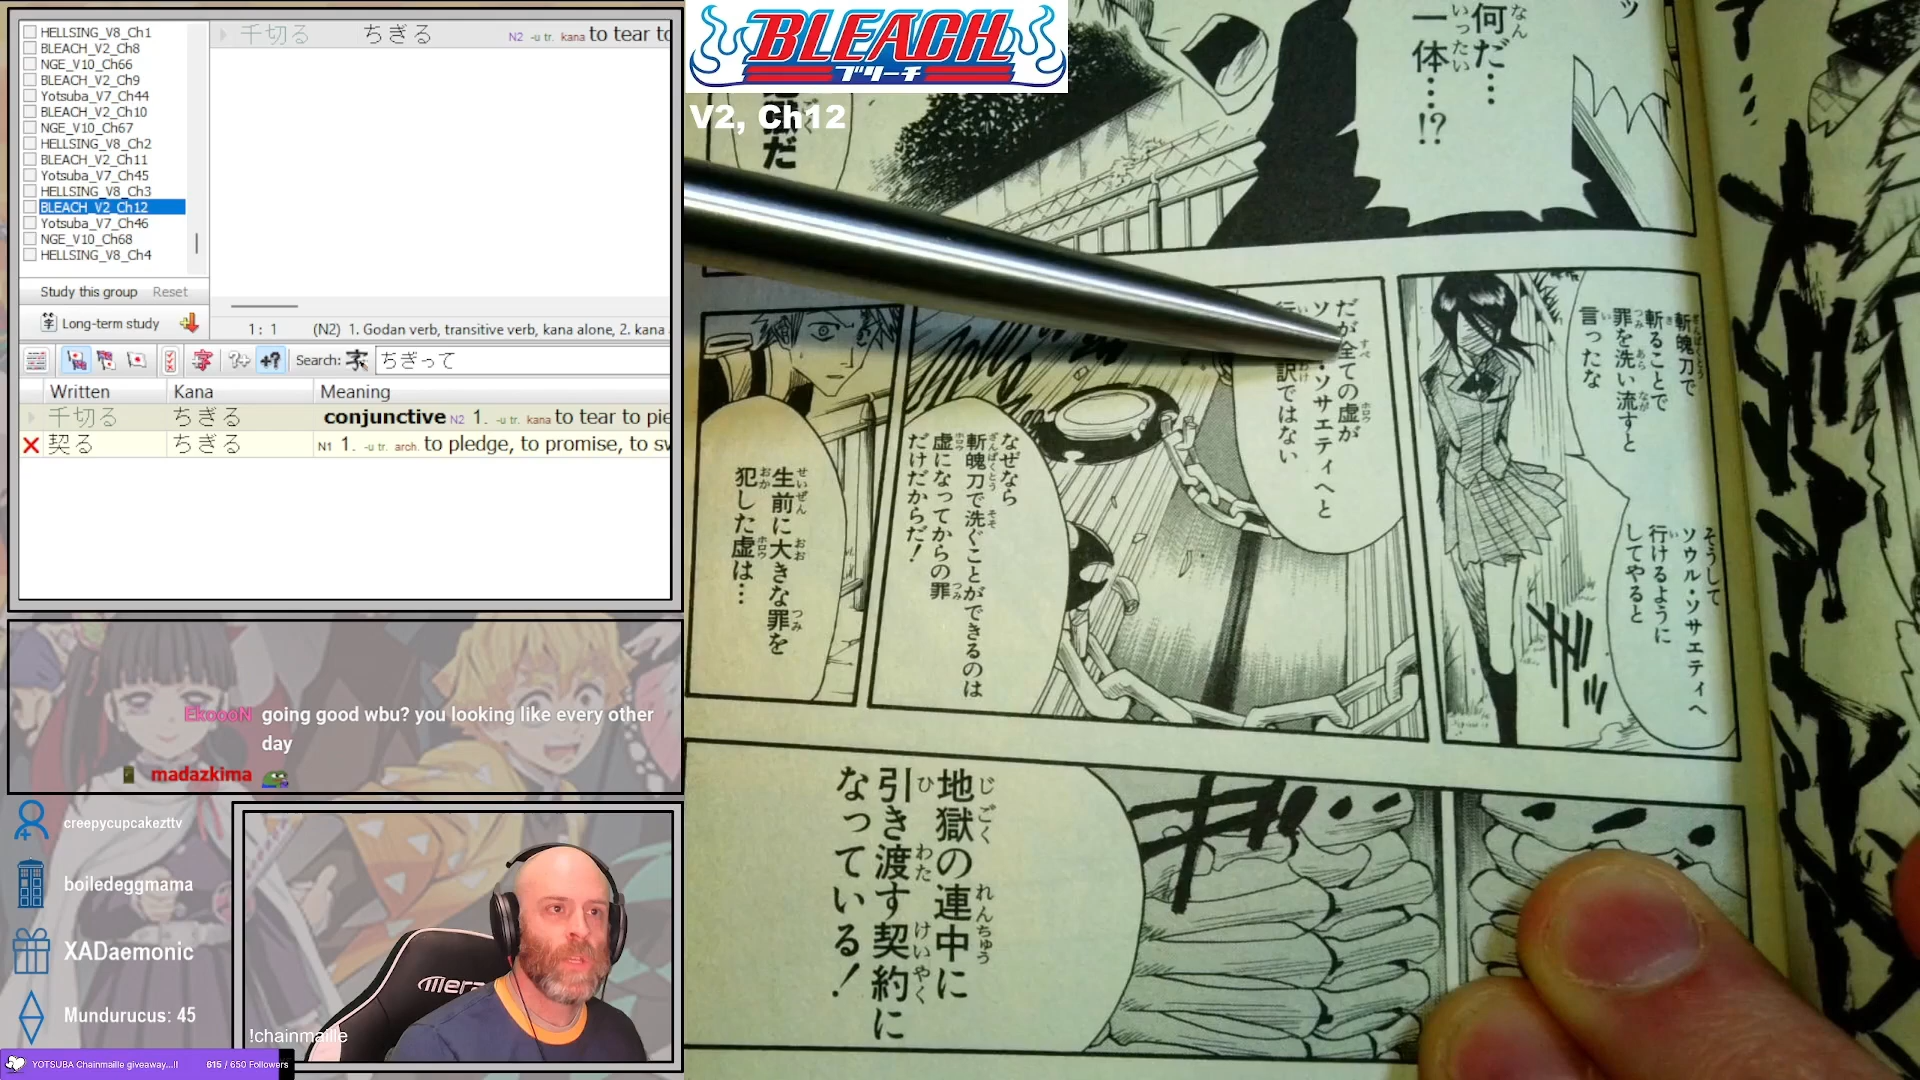 HELLSING_V8_Ch1
BLEACH_V2_Ch8
NGE_V10_Ch66
BLEACH_V2_Ch9
Yotsuba_V7_Ch44
BLEACH_V2_Ch10
NGE_V10_Ch67
HELLSING_V8_Ch2
BLEACH_V2_Ch11
Yotsuba_V7_Ch45
HELLSING_V8_Ch3
BLEACH_V2_Ch12
Yotsuba_V7_Ch46
NGE_V10_Ch68
HELLSING_V8_Ch4
Study this group Reset
Long-term study
千切る ちぎる N2 -u tr. kana to tear to
1: 1 (N2) 1. Godan verb, transitive verb, kana alone, 2. kana
Search: ちぎって
Written Kana Meaning
千切る ちぎる conjunctive N2 1. -u tr. kana to tear to pie
契る ちぎる N1 1. -u tr. arch. to pledge, to promise, to sw
EkoooN going good wbu? you looking like every other
day
madazkima
creepycupcakezttv
boiledeggmama
XADaemonic
Mundurucus: 45
!chainmaille
YOTSUBA Chainmaille giveaway...!! 615 / 650 Followers
BLEACH
ブリーチ
V2, Ch12
何だ…
一体…!?
だ
斬魄刀で
斬ることで
罪を洗い流すと
言ったな
そうして
ソウル・ソサエティへ
行けるように
してやると
だが全ての虚が
ソ・ソサエティへと
訳ではない
なぜなら
斬魄刀で洗ぐことができるのは
虚になってからの罪
だけだからだ!
生前に大きな罪を
犯した虚は…
地獄の連中に
引き渡す契約に
なっている!